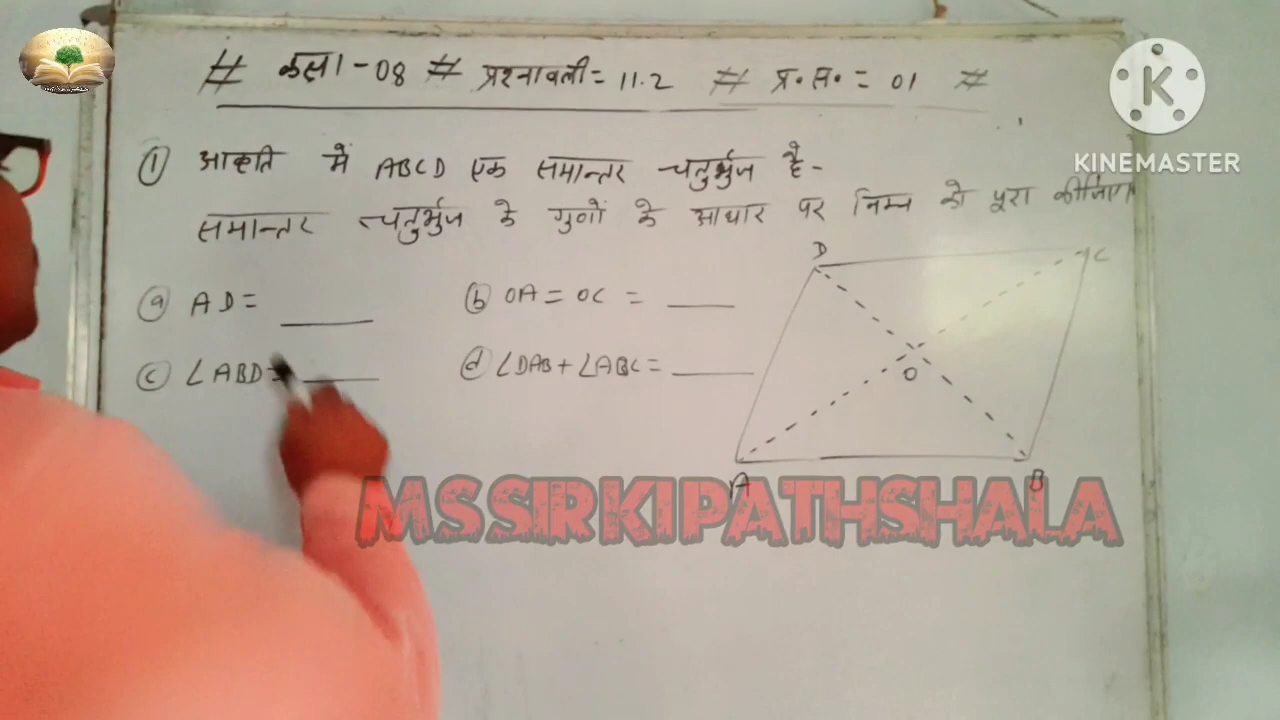 # कक्षा - 08 # प्रश्नावली = 11.2 # प्र॰ स॰ = 01 #
K
KINEMASTER
① आकृति में ABCD एक समान्तर चतुर्भुज है-
समान्तर चतुर्भुज के गुणों के आधार पर निम्न को पूरा कीजिए।
D
C
ⓐ AD = ____ ⓑ OA = OC = ____
ⓒ ∠ABD = ____ ⓓ ∠DAB + ∠ABC = ____
O
A
B
MSSIRKIPATHSHALA